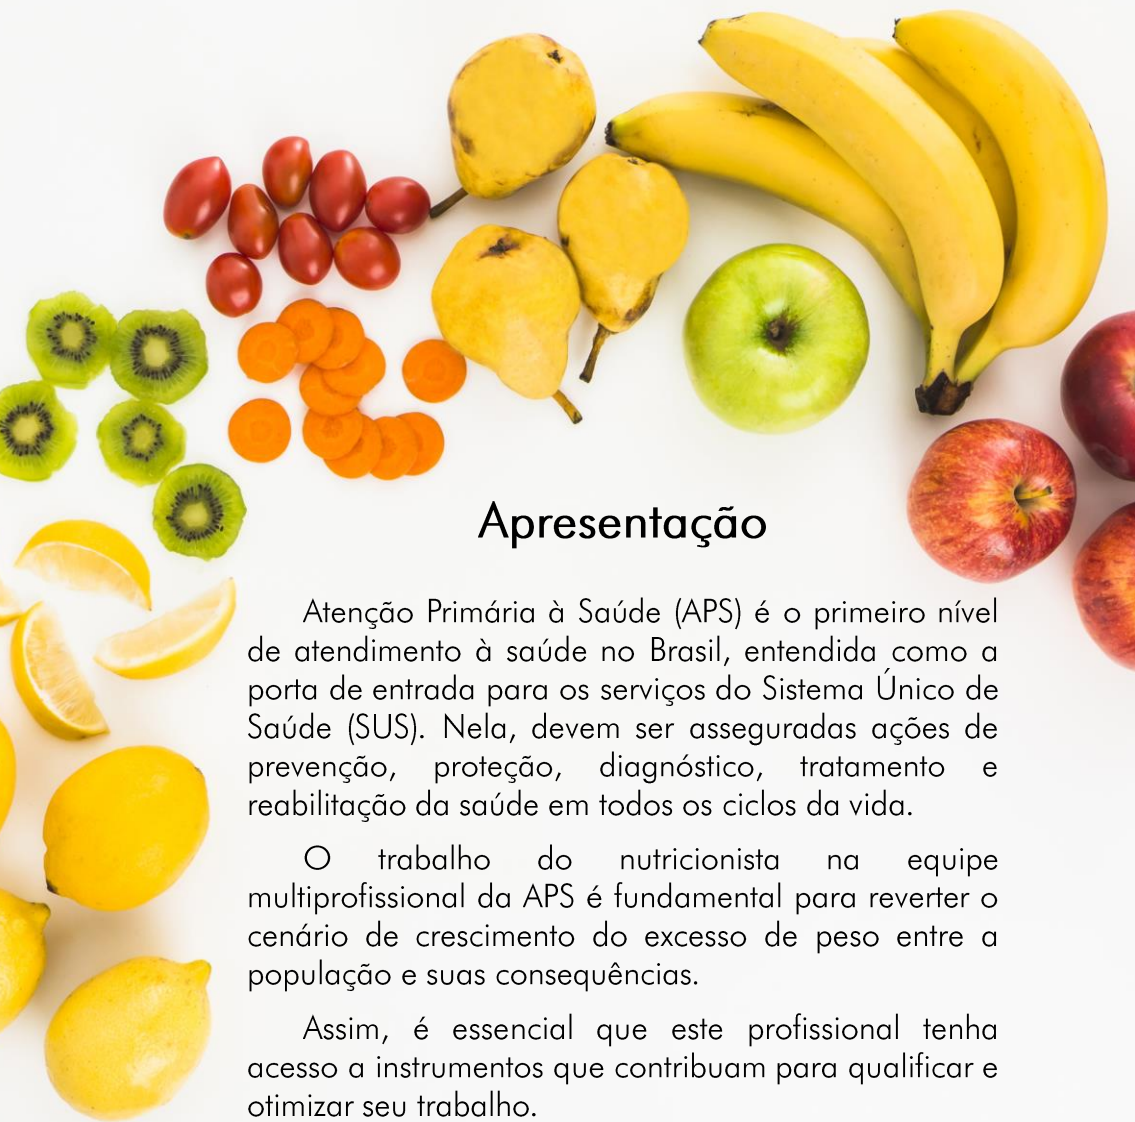 Apresentação
Atenção Primária à Saúde (APS) é o primeiro nível
de atendimento à saúde no Brasil, entendida como a
porta de entrada para os serviços do Sistema Único de
Saúde (SUS). Nela, devem ser asseguradas ações de
prevenção, proteção, diagnóstico, tratamento e
reabilitação da saúde em todos os ciclos da vida.
O trabalho do nutricionista na equipe
multiprofissional da APS é fundamental para reverter o
cenário de crescimento do excesso de peso entre a
população e suas consequências.
Assim, é essencial que este profissional tenha
acesso a instrumentos que contribuam para qualificar e
otimizar seu trabalho.